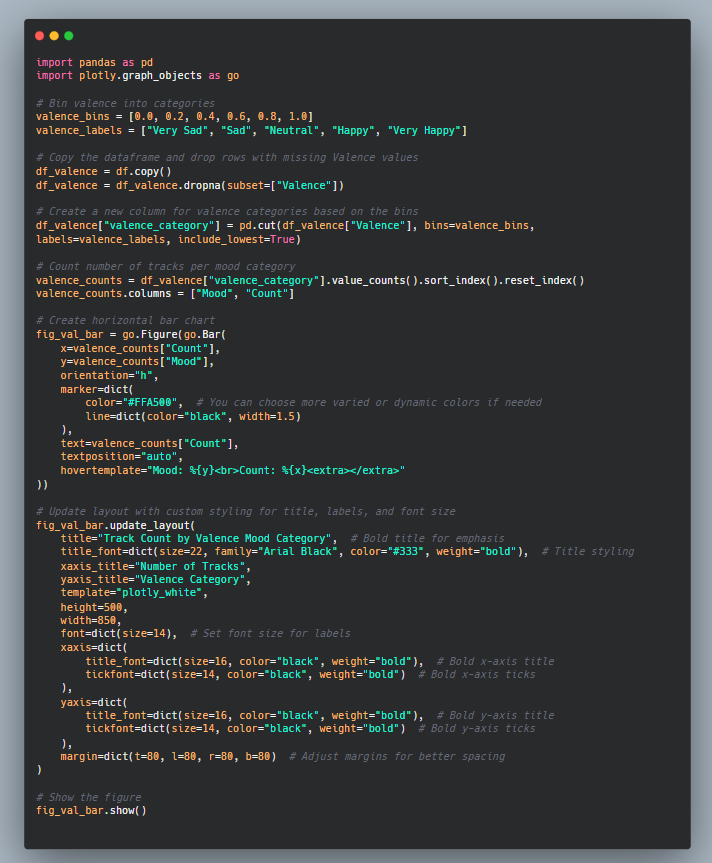 import pandas as pd
import plotly.graph_objects as go

# Bin valence into categories
valence_bins = [0.0, 0.2, 0.4, 0.6, 0.8, 1.0]
valence_labels = ["Very Sad", "Sad", "Neutral", "Happy", "Very Happy"]

# Copy the dataframe and drop rows with missing Valence values
df_valence = df.copy()
df_valence = df_valence.dropna(subset=["Valence"])

# Create a new column for valence categories based on the bins
df_valence["valence_category"] = pd.cut(df_valence["Valence"], bins=valence_bins,
labels=valence_labels, include_lowest=True)

# Count number of tracks per mood category
valence_counts = df_valence["valence_category"].value_counts().sort_index().reset_index()
valence_counts.columns = ["Mood", "Count"]

# Create horizontal bar chart
fig_val_bar = go.Figure(go.Bar(
    x=valence_counts["Count"],
    y=valence_counts["Mood"],
    orientation="h",
    marker=dict(
        color="#FFA500",  # You can choose more varied or dynamic colors if needed
        line=dict(color="black", width=1.5)
    ),
    text=valence_counts["Count"],
    textposition="auto",
    hovertemplate="Mood: %{y}<br>Count: %{x}<extra></extra>"
))

# Update layout with custom styling for title, labels, and font size
fig_val_bar.update_layout(
    title="Track Count by Valence Mood Category",  # Bold title for emphasis
    title_font=dict(size=22, family="Arial Black", color="#333", weight="bold"),  # Title styling
    xaxis_title="Number of Tracks",
    yaxis_title="Valence Category",
    template="plotly_white",
    height=500,
    width=850,
    font=dict(size=14),  # Set font size for labels
    xaxis=dict(
        title_font=dict(size=16, color="black", weight="bold"),  # Bold x-axis title
        tickfont=dict(size=14, color="black", weight="bold")  # Bold x-axis ticks
    ),
    yaxis=dict(
        title_font=dict(size=16, color="black", weight="bold"),  # Bold y-axis title
        tickfont=dict(size=14, color="black", weight="bold")  # Bold y-axis ticks
    ),
    margin=dict(t=80, l=80, r=80, b=80)  # Adjust margins for better spacing
)

# Show the figure
fig_val_bar.show()